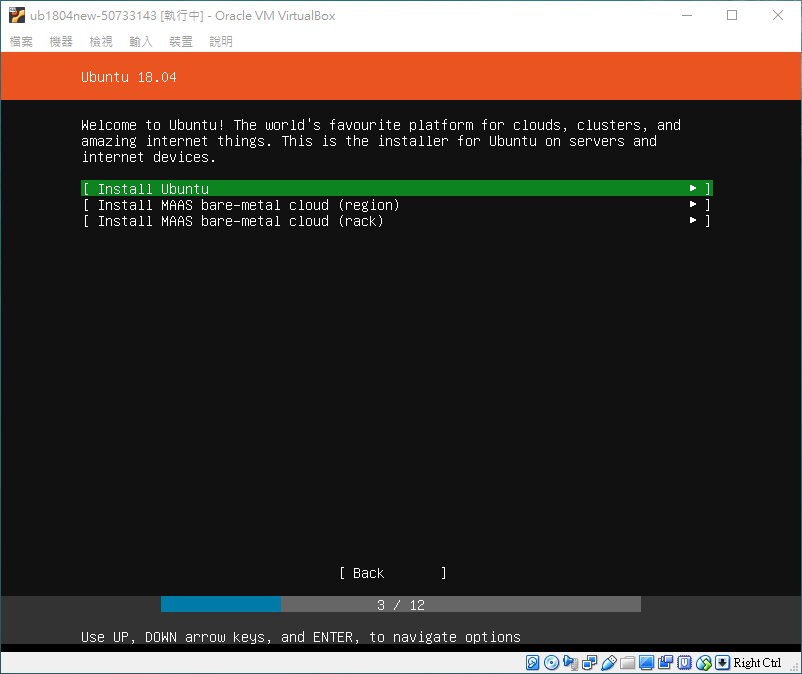 ub1804new-50733143 [執行中] - Oracle VM VirtualBox
檔案 機器 檢視 輸入 裝置 說明
Ubuntu 18.04
Welcome to Ubuntu! The world's favourite platform for clouds, clusters, and
amazing internet things. This is the installer for Ubuntu on servers and
internet devices.
[ Install Ubuntu ► ]
[ Install MAAS bare-metal cloud (region) ► ]
[ Install MAAS bare-metal cloud (rack) ► ]
[ Back ]
3 / 12
Use UP, DOWN arrow keys, and ENTER, to navigate options
Right Ctrl